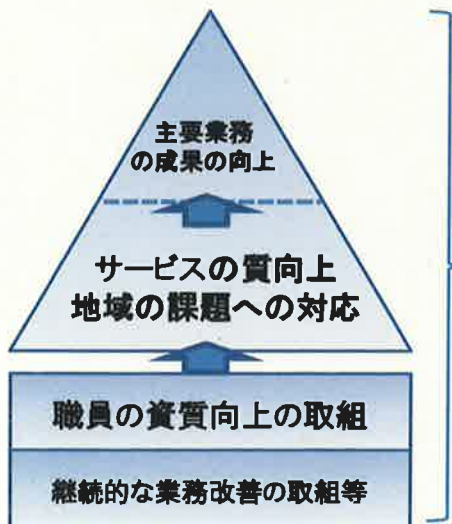 主要業務
の成果の向上
サービスの質向上
地域の課題への対応
職員の資質向上の取組
継続的な業務改善の取組等